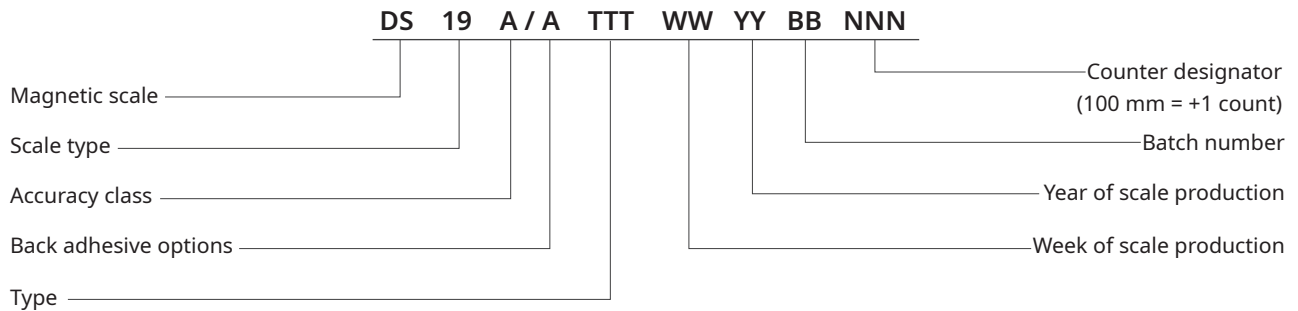 DS 19 A / A TTT WW YY BB NNN
Counter designator
(100 mm = +1 count)
Magnetic scale
Batch number
Scale type
Year of scale production
Accuracy class
Week of scale production
Back adhesive options
Type